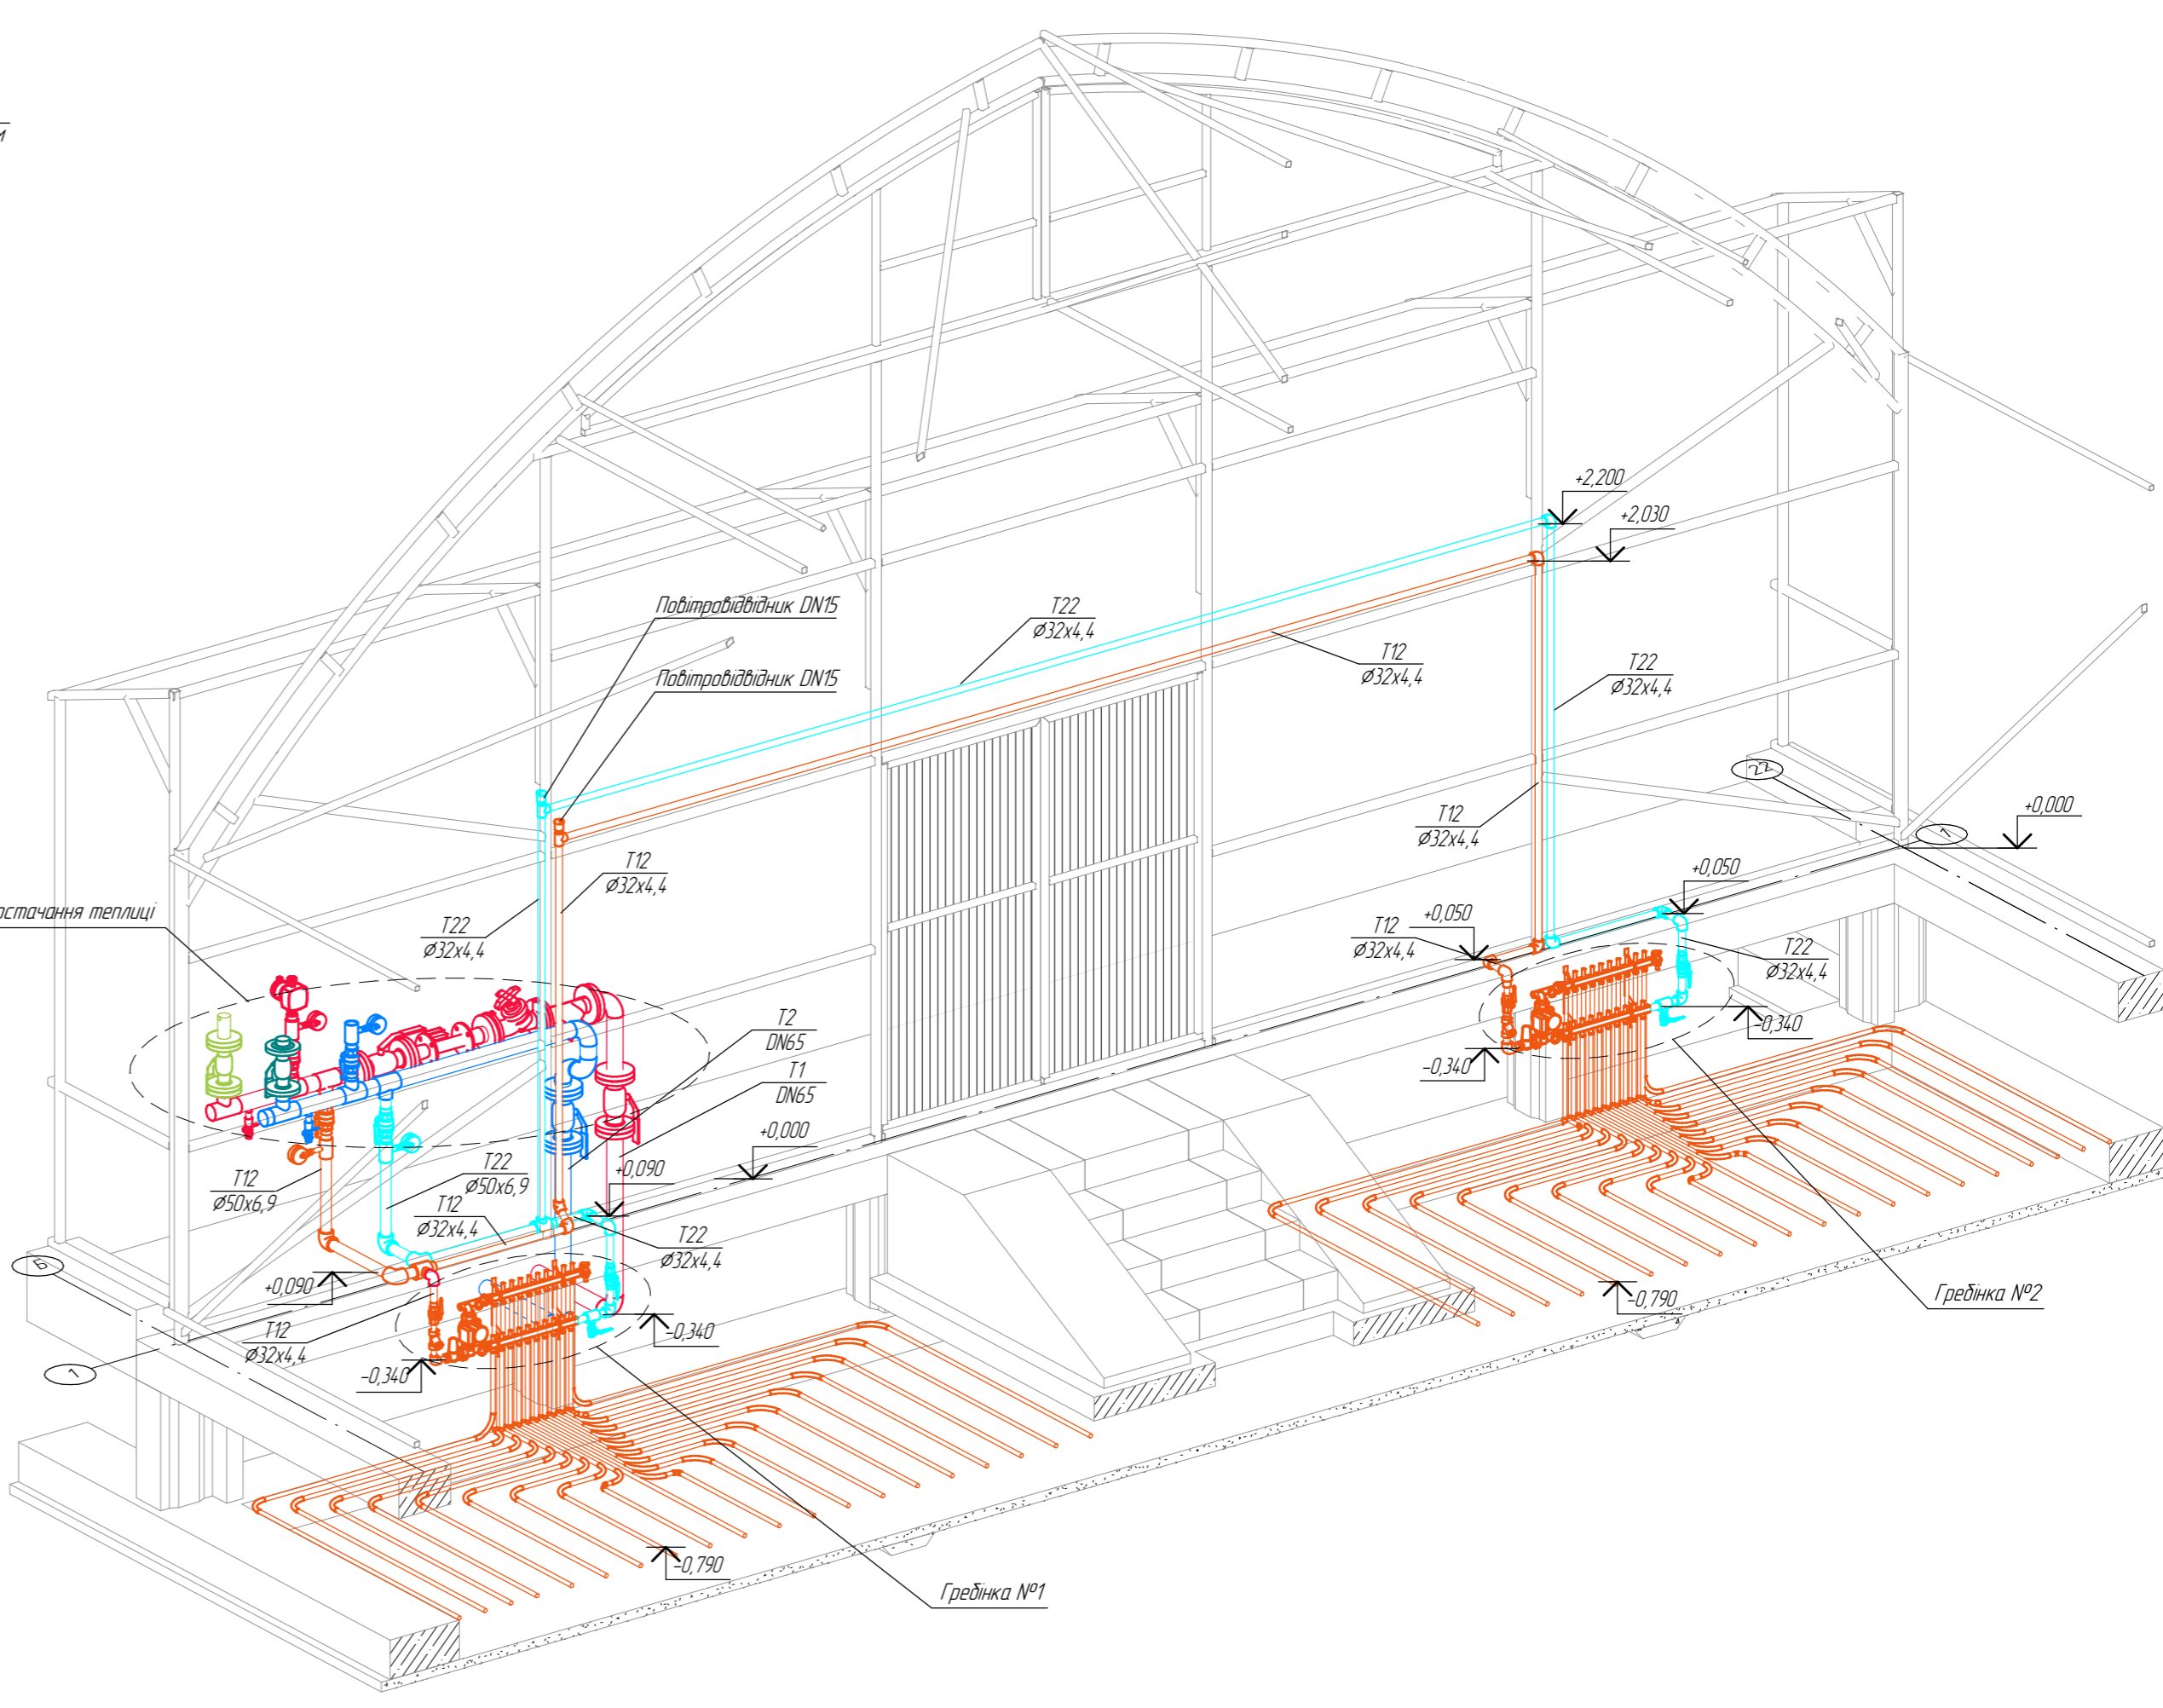 +2,200
+2,030
Повітровідвідник DN15
T22
Ø32x4,4
T12
Ø32x4,4
T22
Ø32x4,4
Повітровідвідник DN15
22
+0,000
T12
Ø32x4,4
1
T12
Ø32x4,4
+0,050
остачання теплиці
T22
Ø32x4,4
+0,050
T12
Ø32x4,4
T22
Ø32x4,4
-0,340
T2
DN65
T1
DN65
-0,340
+0,000
T22
Ø50x6,9
+0,090
T12
Ø50x6,9
T12
Ø32x4,4
T22
Ø32x4,4
Б
+0,090
-0,790
Гребінка №2
T12
Ø32x4,4
-0,340
1
-0,340
-0,790
Гребінка №1